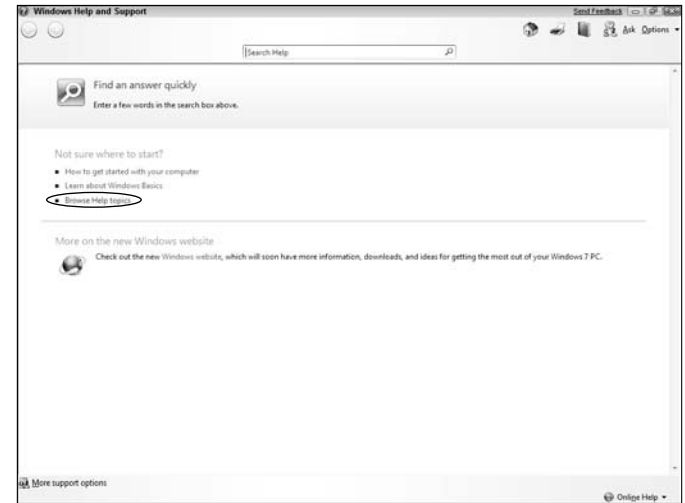 Windows Help and Support
Send Feedback
Ask Options
Search Help
Find an answer quickly
Enter a few words in the search box above.
Not sure where to start?
How to get started with your computer
Learn about Windows Basics
Browse Help topics
More on the new Windows website
Check out the new Windows website, which will soon have more information, downloads, and ideas for getting the most out of your Windows 7 PC.
More support options
Online Help